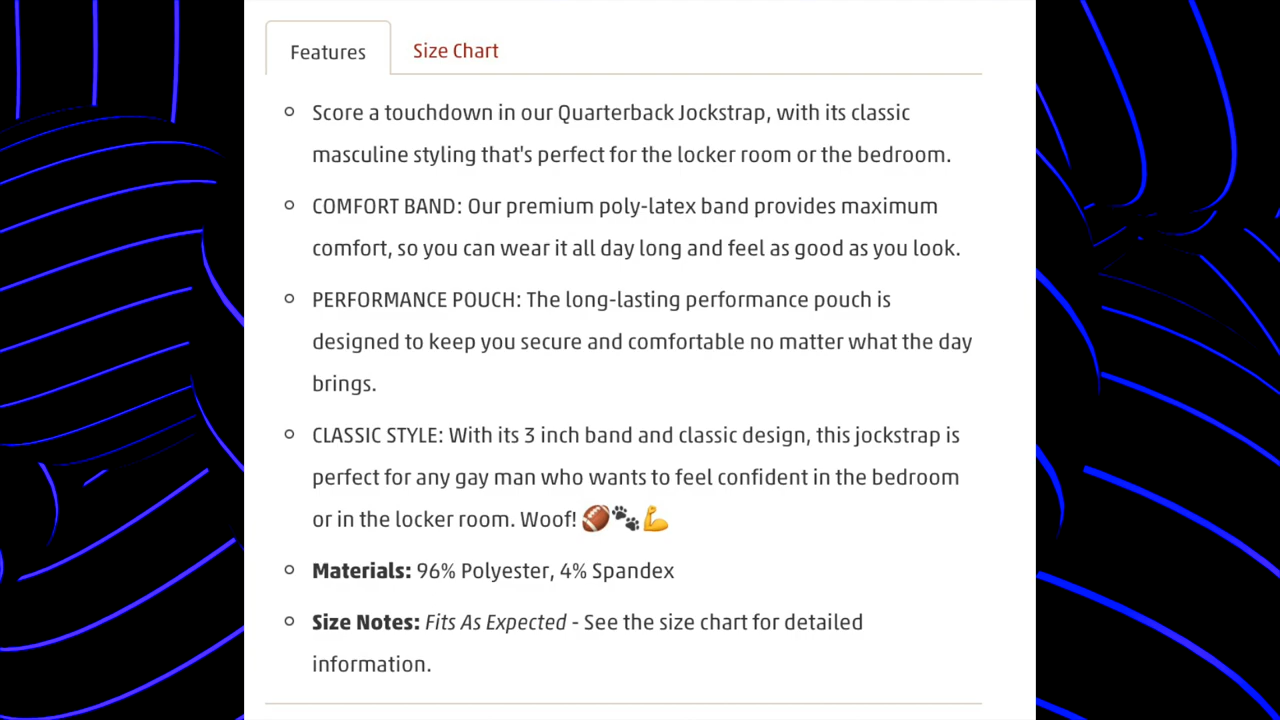 Features
Size Chart
Score a touchdown in our Quarterback Jockstrap, with its classic
masculine styling that's perfect for the locker room or the bedroom.
COMFORT BAND: Our premium poly-latex band provides maximum
comfort, so you can wear it all day long and feel as good as you look.
PERFORMANCE POUCH: The long-lasting performance pouch is
designed to keep you secure and comfortable no matter what the day
brings.
CLASSIC STYLE: With its 3 inch band and classic design, this jockstrap is
perfect for any gay man who wants to feel confident in the bedroom
or in the locker room. Woof! 🏈🐾💪
Materials: 96% Polyester, 4% Spandex
Size Notes: Fits As Expected - See the size chart for detailed
information.